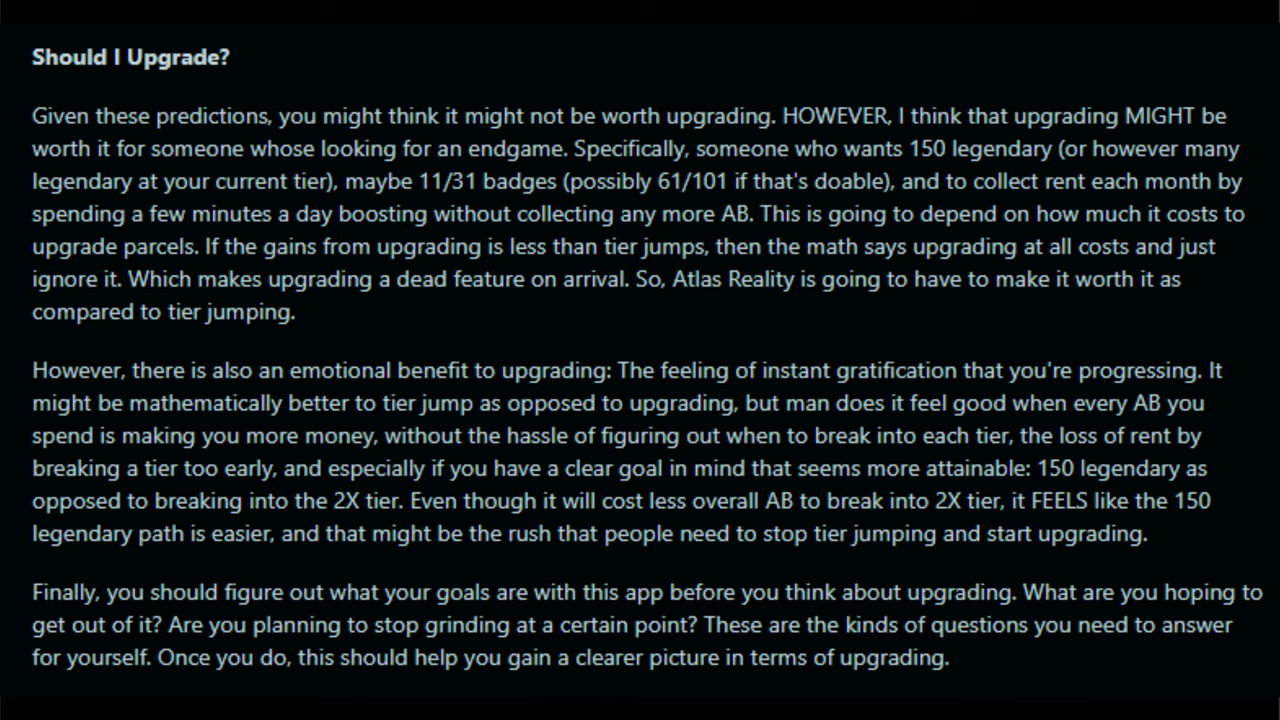 Should I Upgrade?
Given these predictions, you might think it might not be worth upgrading. HOWEVER, I think that upgrading MIGHT be
worth it for someone whose looking for an endgame. Specifically, someone who wants 150 legendary (or however many
legendary at your current tier), maybe 11/31 badges (possibly 61/101 if that's doable), and to collect rent each month by
spending a few minutes a day boosting without collecting any more AB. This is going to depend on how much it costs to
upgrade parcels. If the gains from upgrading is less than tier jumps, then the math says upgrading at all costs and just
ignore it. Which makes upgrading a dead feature on arrival. So, Atlas Reality is going to have to make it worth it as
compared to tier jumping.
However, there is also an emotional benefit to upgrading: The feeling of instant gratification that you're progressing. It
might be mathematically better to tier jump as opposed to upgrading, but man does it feel good when every AB you
spend is making you more money, without the hassle of figuring out when to break into each tier, the loss of rent by
breaking a tier too early, and especially if you have a clear goal in mind that seems more attainable: 150 legendary as
opposed to breaking into the 2X tier. Even though it will cost less overall AB to break into 2X tier, it FEELS like the 150
legendary path is easier, and that might be the rush that people need to stop tier jumping and start upgrading.
Finally, you should figure out what your goals are with this app before you think about upgrading. What are you hoping to
get out of it? Are you planning to stop grinding at a certain point? These are the kinds of questions you need to answer
for yourself. Once you do, this should help you gain a clearer picture in terms of upgrading.